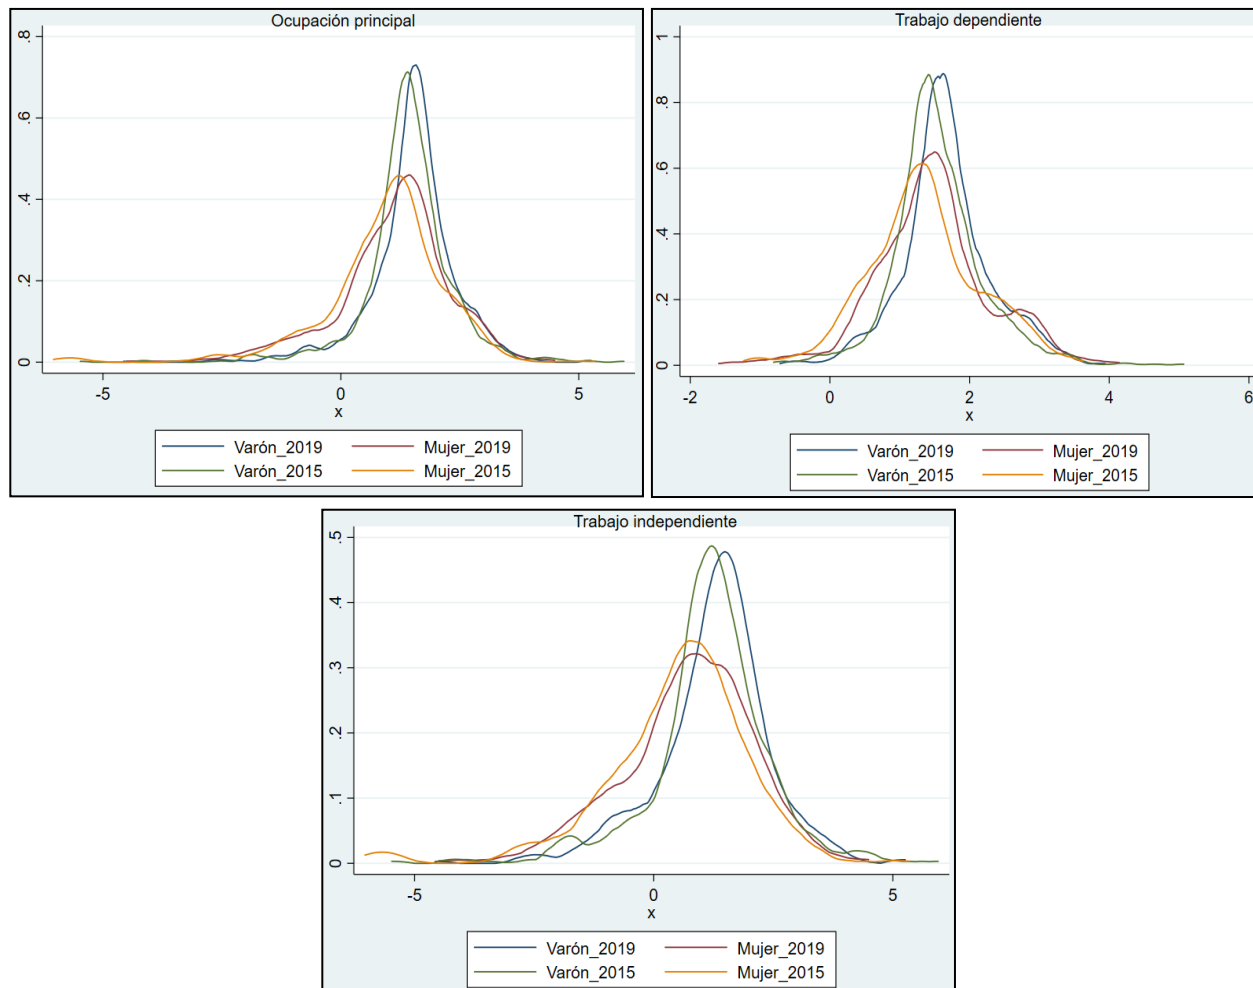 Ocupación principal
.8
.6
.4
.2
0
-5 0 5
x
Varón_2019 Mujer_2019
Varón_2015 Mujer_2015
Trabajo dependiente
1
.8
.6
.4
.2
0
-2 0 2 4 6
x
Varón_2019 Mujer_2019
Varón_2015 Mujer_2015
Trabajo independiente
.5
.4
.3
.2
.1
0
-5 0 5
x
Varón_2019 Mujer_2019
Varón_2015 Mujer_2015